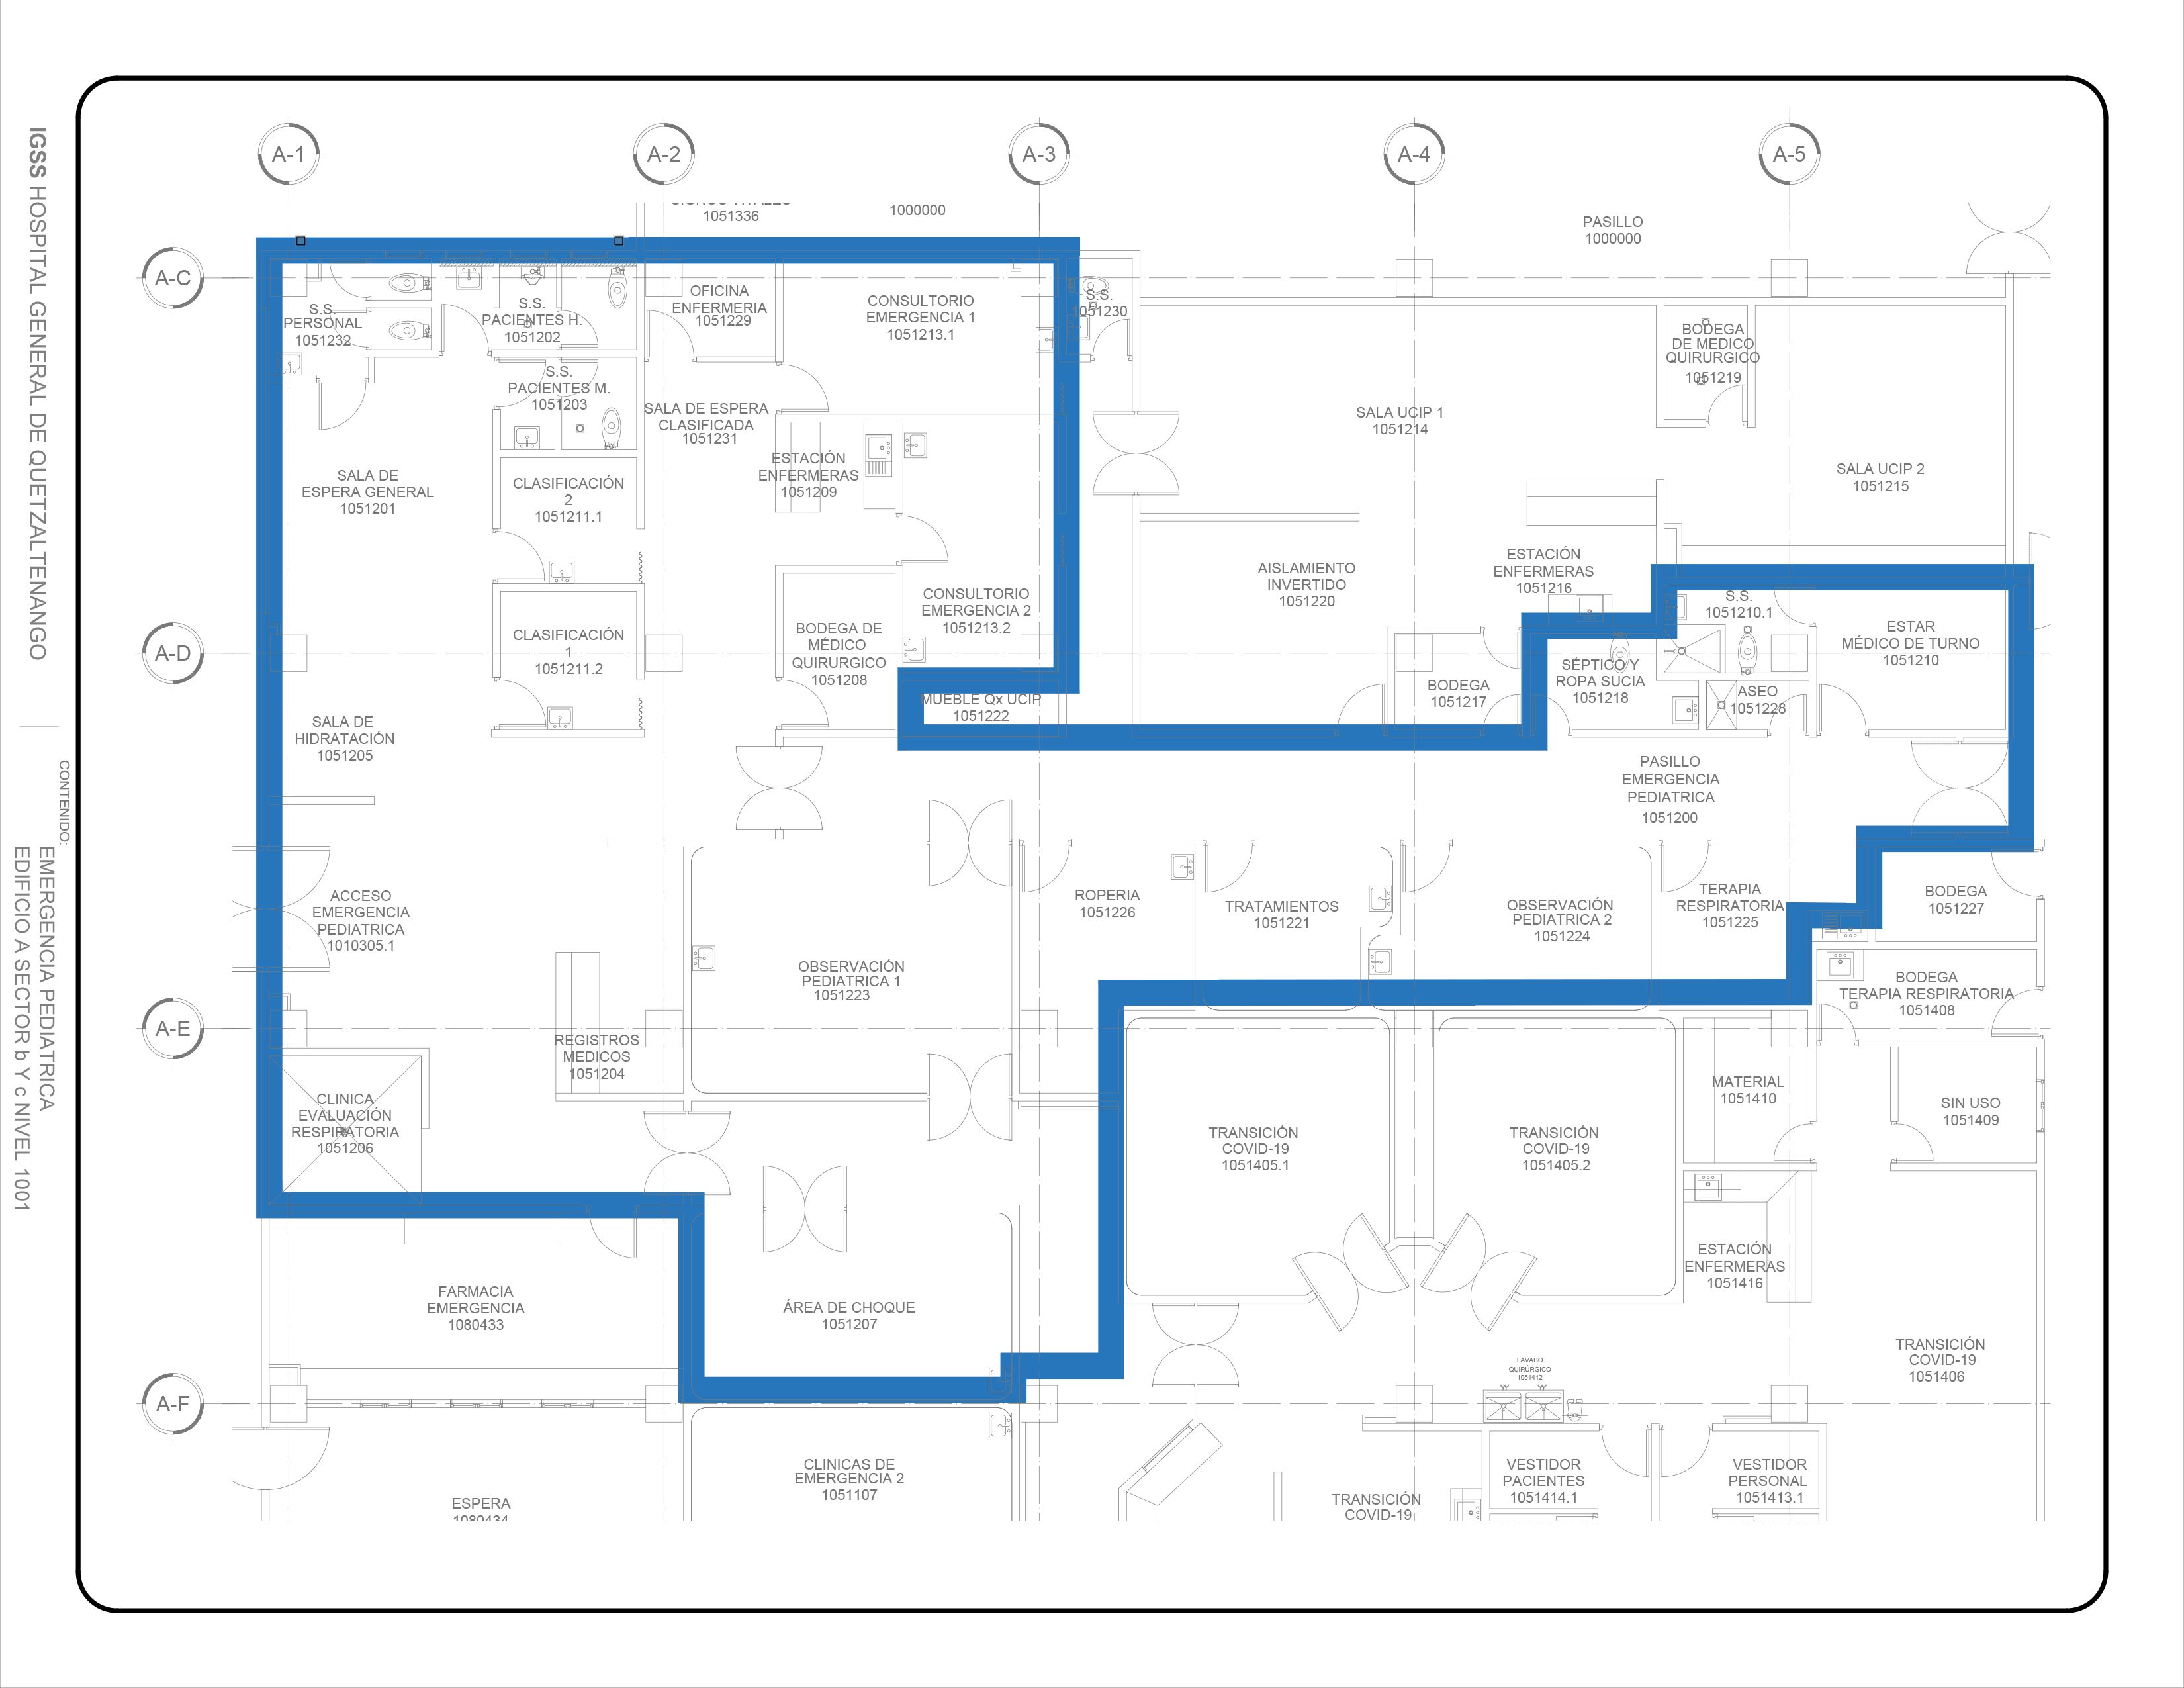 IGSS HOSPITAL GENERAL DE QUETZALTENANGO
CONTENIDO:
EMERGENCIA PEDIATRICA
EDIFICIO A SECTOR b Y c NIVEL 1001
A-1
A-2
A-3
A-4
A-5
A-C
A-D
A-E
A-F
1051336
1000000
PASILLO
1000000
S.S.
PERSONAL
1051232
S.S.
PACIENTES H.
1051202
S.S.
PACIENTES M.
1051203
OFICINA
ENFERMERIA
1051229
CONSULTORIO
EMERGENCIA 1
1051213.1
S.S.
1051230
BODEGA
DE MEDICO
QUIRURGICO
1051219
SALA DE ESPERA
CLASIFICADA
1051231
SALA UCIP 1
1051214
SALA UCIP 2
1051215
SALA DE
ESPERA GENERAL
1051201
CLASIFICACIÓN
2
1051211.1
ESTACIÓN
ENFERMERAS
1051209
AISLAMIENTO
INVERTIDO
1051220
ESTACIÓN
ENFERMERAS
1051216
CLASIFICACIÓN
1
1051211.2
BODEGA DE
MÉDICO
QUIRURGICO
1051208
CONSULTORIO
EMERGENCIA 2
1051213.2
S.S.
1051210.1
ESTAR
MÉDICO DE TURNO
1051210
MUEBLE Qx UCIP
1051222
BODEGA
1051217
SÉPTICO Y
ROPA SUCIA
1051218
ASEO
1051228
SALA DE
HIDRATACIÓN
1051205
PASILLO
EMERGENCIA
PEDIATRICA
1051200
ACCESO
EMERGENCIA
PEDIATRICA
1010305.1
OBSERVACIÓN
PEDIATRICA 1
1051223
ROPERIA
1051226
TRATAMIENTOS
1051221
OBSERVACIÓN
PEDIATRICA 2
1051224
TERAPIA
RESPIRATORIA
1051225
BODEGA
1051227
BODEGA
TERAPIA RESPIRATORIA
1051408
REGISTROS
MEDICOS
1051204
CLINICA
EVALUACIÓN
RESPIRATORIA
1051206
TRANSICIÓN
COVID-19
1051405.1
TRANSICIÓN
COVID-19
1051405.2
MATERIAL
1051410
SIN USO
1051409
FARMACIA
EMERGENCIA
1080433
ÁREA DE CHOQUE
1051207
ESTACIÓN
ENFERMERAS
1051416
TRANSICIÓN
COVID-19
1051406
LAVABO
QUIRÚRGICO
1051412
CLINICAS DE
EMERGENCIA 2
1051107
VESTIDOR
PACIENTES
1051414.1
VESTIDOR
PERSONAL
1051413.1
ESPERA
1080434
TRANSICIÓN
COVID-19